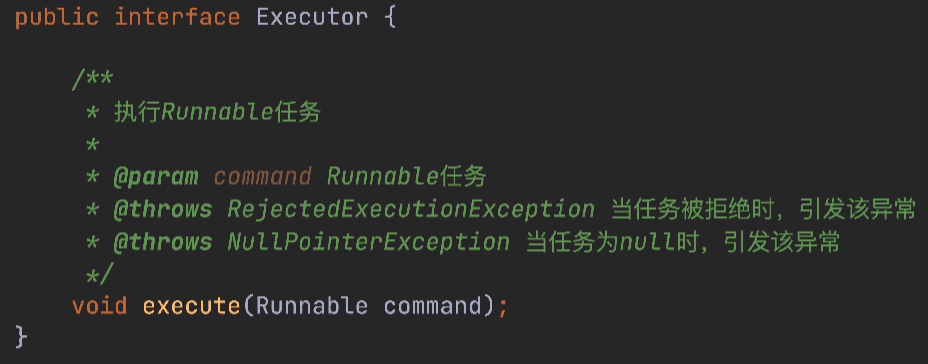 public interface Executor {
/**
* 执行Runnable任务
*
* @param command Runnable任务
* @throws RejectedExecutionException 当任务被拒绝时，引发该异常
* @throws NullPointerException 当任务为null时，引发该异常
*/
void execute(Runnable command);
}